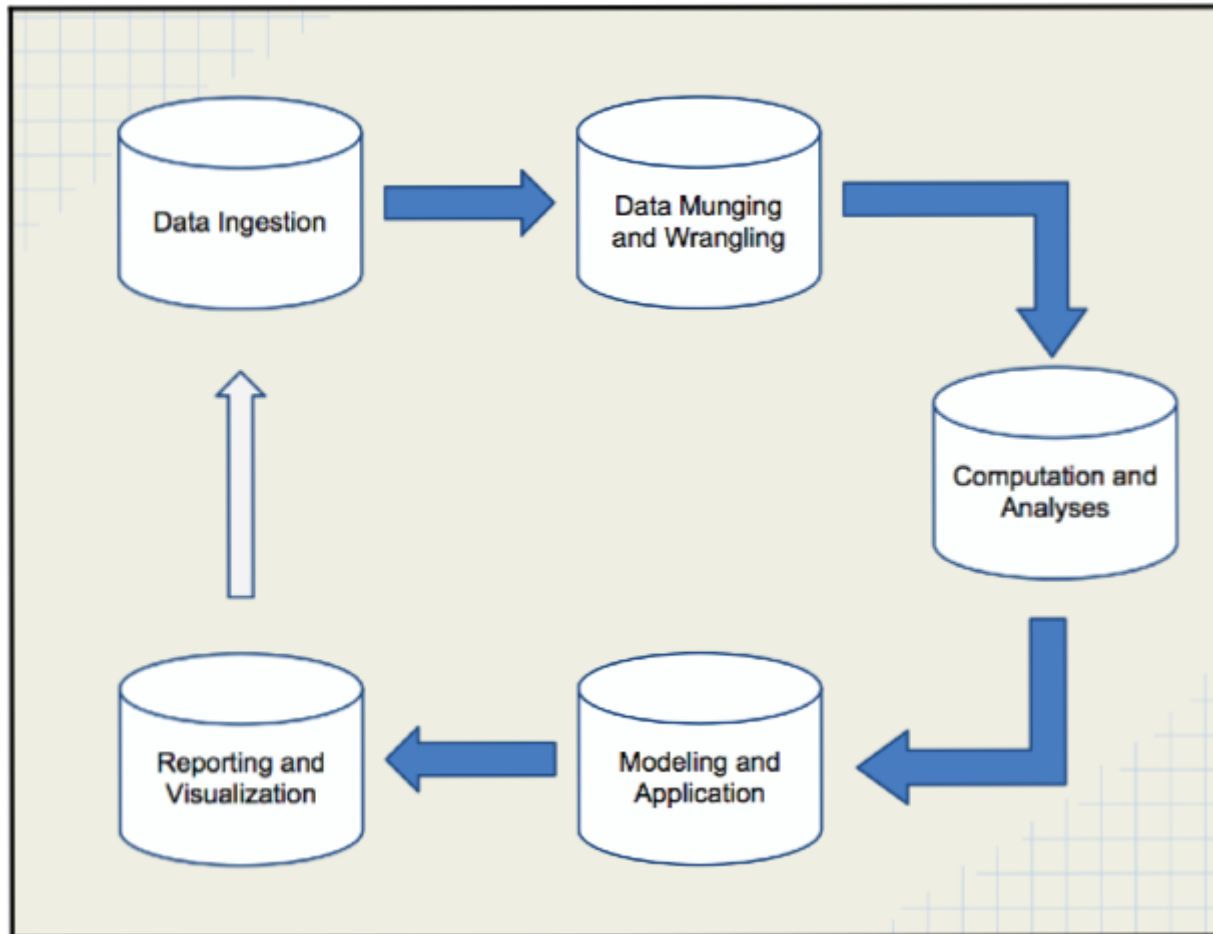 Data Ingestion
Data Munging
and Wrangling
Computation and
Analyses
Modeling and
Application
Reporting and
Visualization